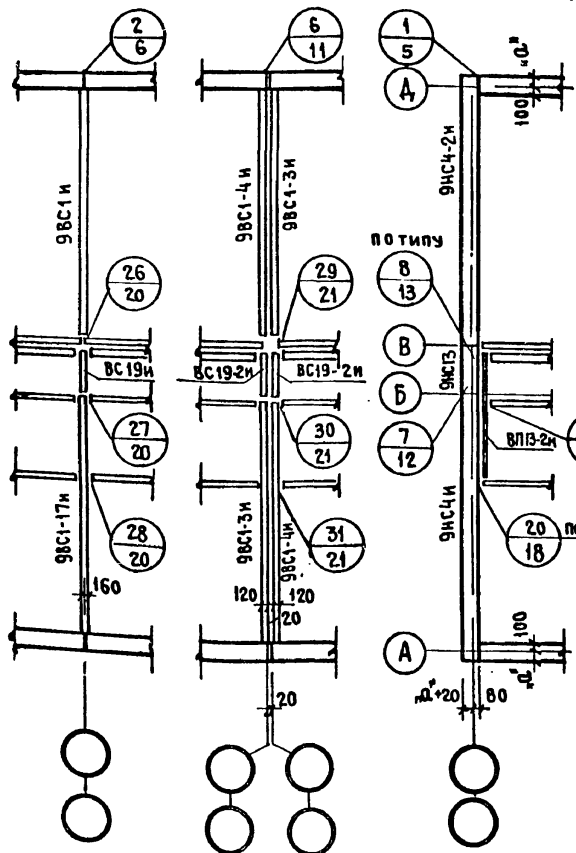 2
6
9ВС1и
26
20
ВС19и
27
20
28
20
9ВС1-17и
160
6
11
9ВС1-4и
9ВС1-3и
29
21
ВС19-2и
ВС19-2и
30
21
31
21
9ВС1-3и
9ВС1-4и
120
120
20
20
1
5
Д
„а"
100
9НС4-2и
ПО ТИПУ
8
13
В
9НС13
Б
ВП13-2и
7
12
9НС4и
20
18
А
100
„а"
„а"+20
80